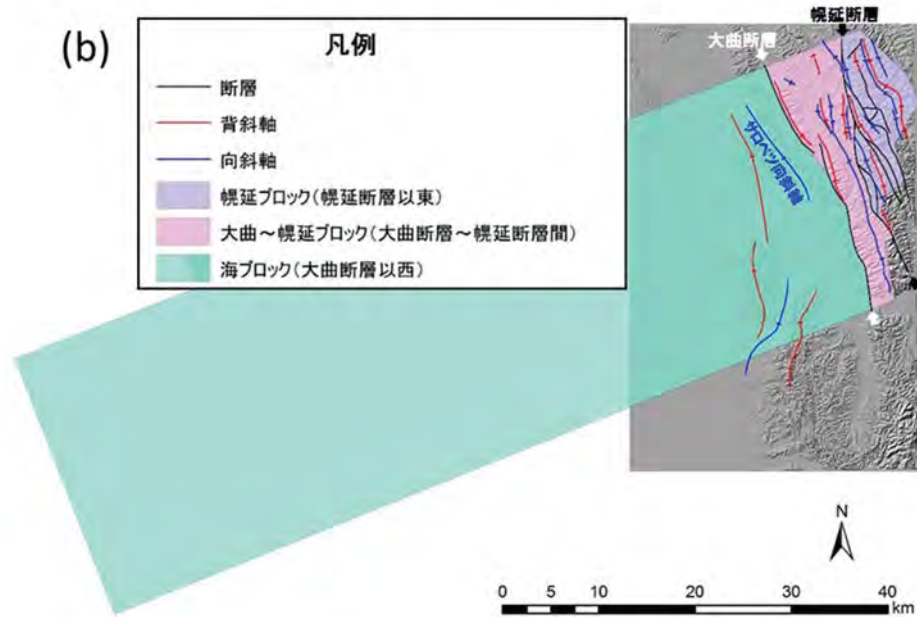 (b)
凡例
断層
背斜軸
向斜軸
幌延ブロック(幌延断層以東)
大曲～幌延ブロック(大曲断層～幌延断層間)
海ブロック(大曲断層以西)
幌延断層
大曲断層
サロベツ向斜軸
N
0 5 10 20 30 40
km